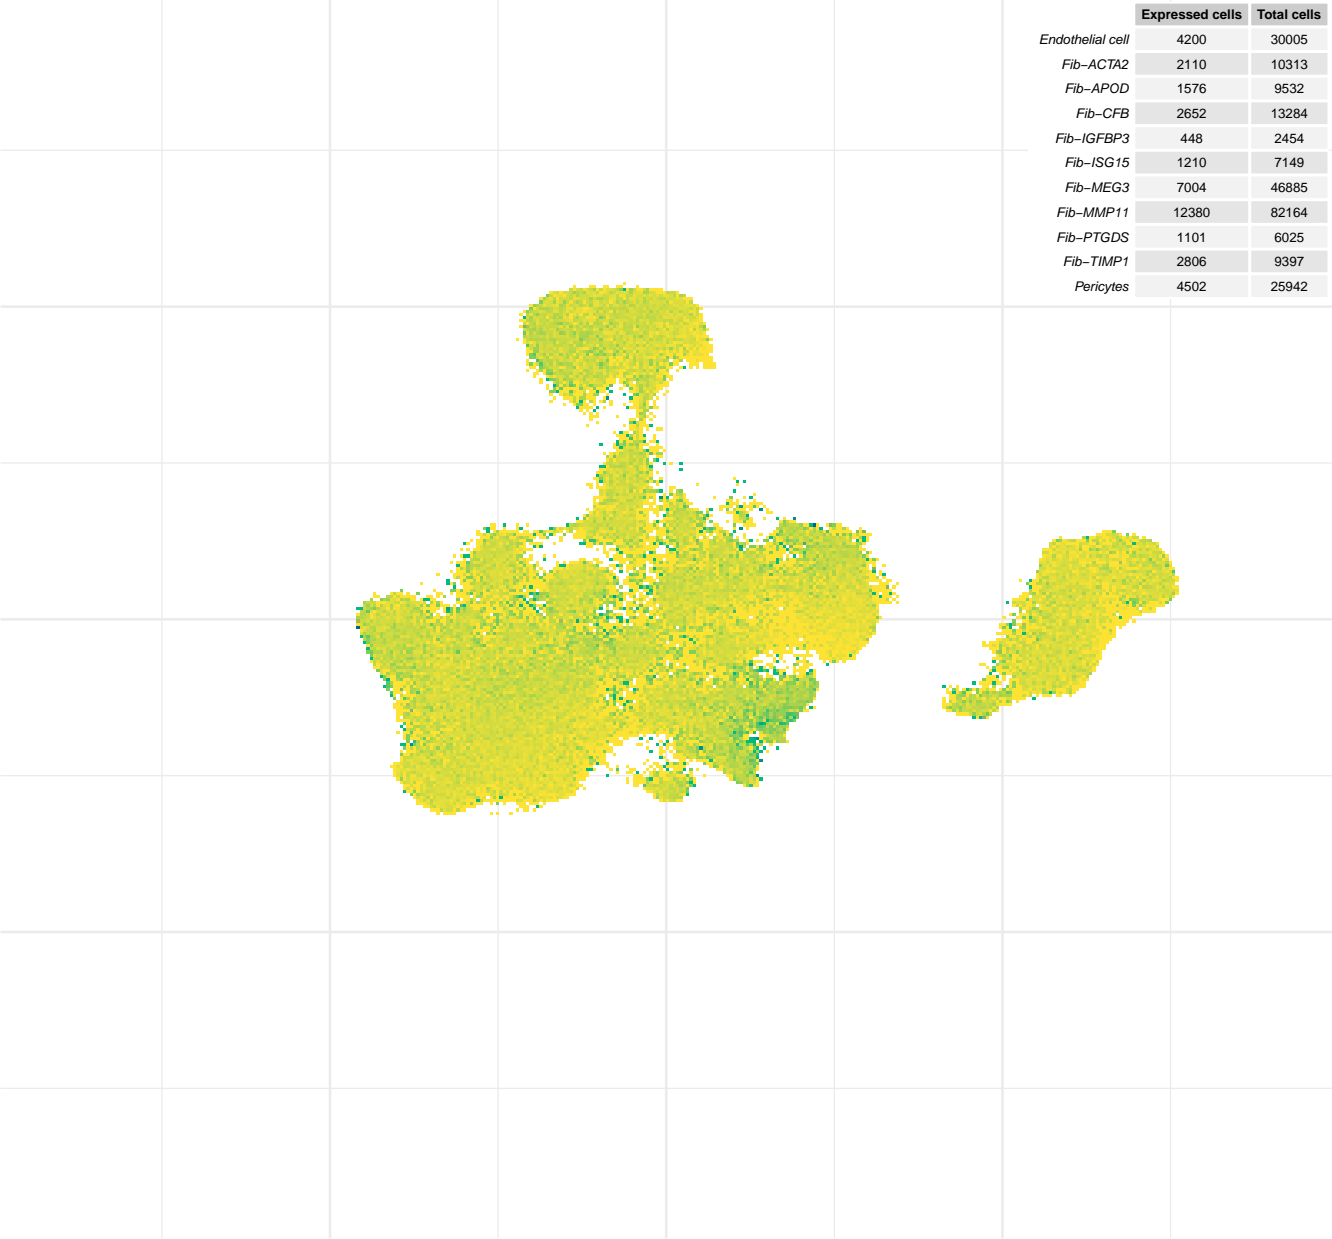 Expressed cells Total cells
Endothelial cell 4200 30005
Fib−ACTA2 2110 10313
Fib−APOD 1576 9532
Fib−CFB 2652 13284
Fib−IGFBP3 448 2454
Fib−ISG15 1210 7149
Fib−MEG3 7004 46885
Fib−MMP11 12380 82164
Fib−PTGDS 1101 6025
Fib−TIMP1 2806 9397
Pericytes 4502 25942